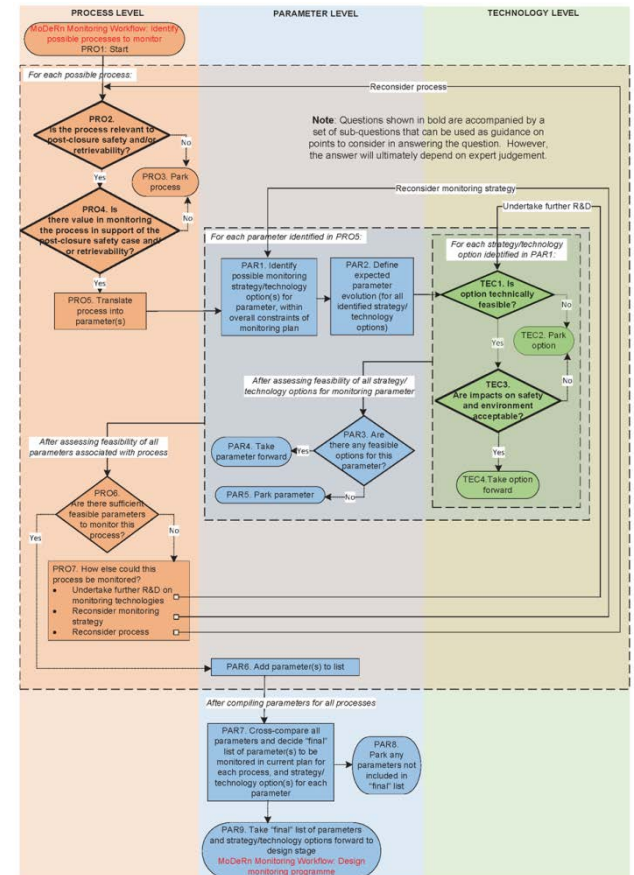 PROCESS LEVEL
PARAMETER LEVEL
TECHNOLOGY LEVEL
MoDeRn Monitoring Workflow: Identify
possible processes to monitor
PRO1: Start
For each possible process:
Reconsider process
PRO2.
Is the process relevant to
post-closure safety and/or
retrievability?
No
Yes
PRO3. Park
process
Note: Questions shown in bold are accompanied by a
set of sub-questions that can be used as guidance on
points to consider in answering the question. However,
the answer will ultimately depend on expert judgement.
PRO4. Is
there value in monitoring
the process in support of the
post-closure safety case and/
or retrievability?
No
Yes
Reconsider monitoring strategy
Undertake further R&D
For each parameter identified in PRO5:
For each strategy/technology
option identified in PAR1:
PRO5. Translate
process into
parameter(s)
PAR1. Identify
possible monitoring
strategy/technology
option(s) for
parameter, within
overall constraints of
monitoring plan
PAR2. Define
expected
parameter
evolution (for all
identified strategy/
technology
options)
TEC1. Is
option technically
feasible?
No
Yes
TEC2. Park
option
No
TEC3.
Are impacts on safety
and environment
acceptable?
Yes
TEC4.Take option
forward
After assessing feasibility of all strategy/
technology options for monitoring parameter
PAR3. Are
there any feasible
options for this
parameter?
Yes
PAR4. Take
parameter forward
No
PAR5. Park parameter
After assessing feasibility of all
parameters associated with process
PRO6.
Are there sufficient
feasible parameters
to monitor this
process?
Yes
No
PRO7. How else could this
process be monitored?
• Undertake further R&D on
monitoring technologies
• Reconsider monitoring
strategy
• Reconsider process
PAR6. Add parameter(s) to list
After compiling parameters for all processes
PAR7. Cross-compare all
parameters and decide "final"
list of parameter(s) to be
monitored in current plan for
each process, and strategy/
technology option(s) for each
parameter
PAR8.
Park any
parameters not
included in
"final" list
PAR9. Take "final" list of parameters
and strategy/technology options forward to
design stage
MoDeRn Monitoring Workflow: Design
monitoring programme